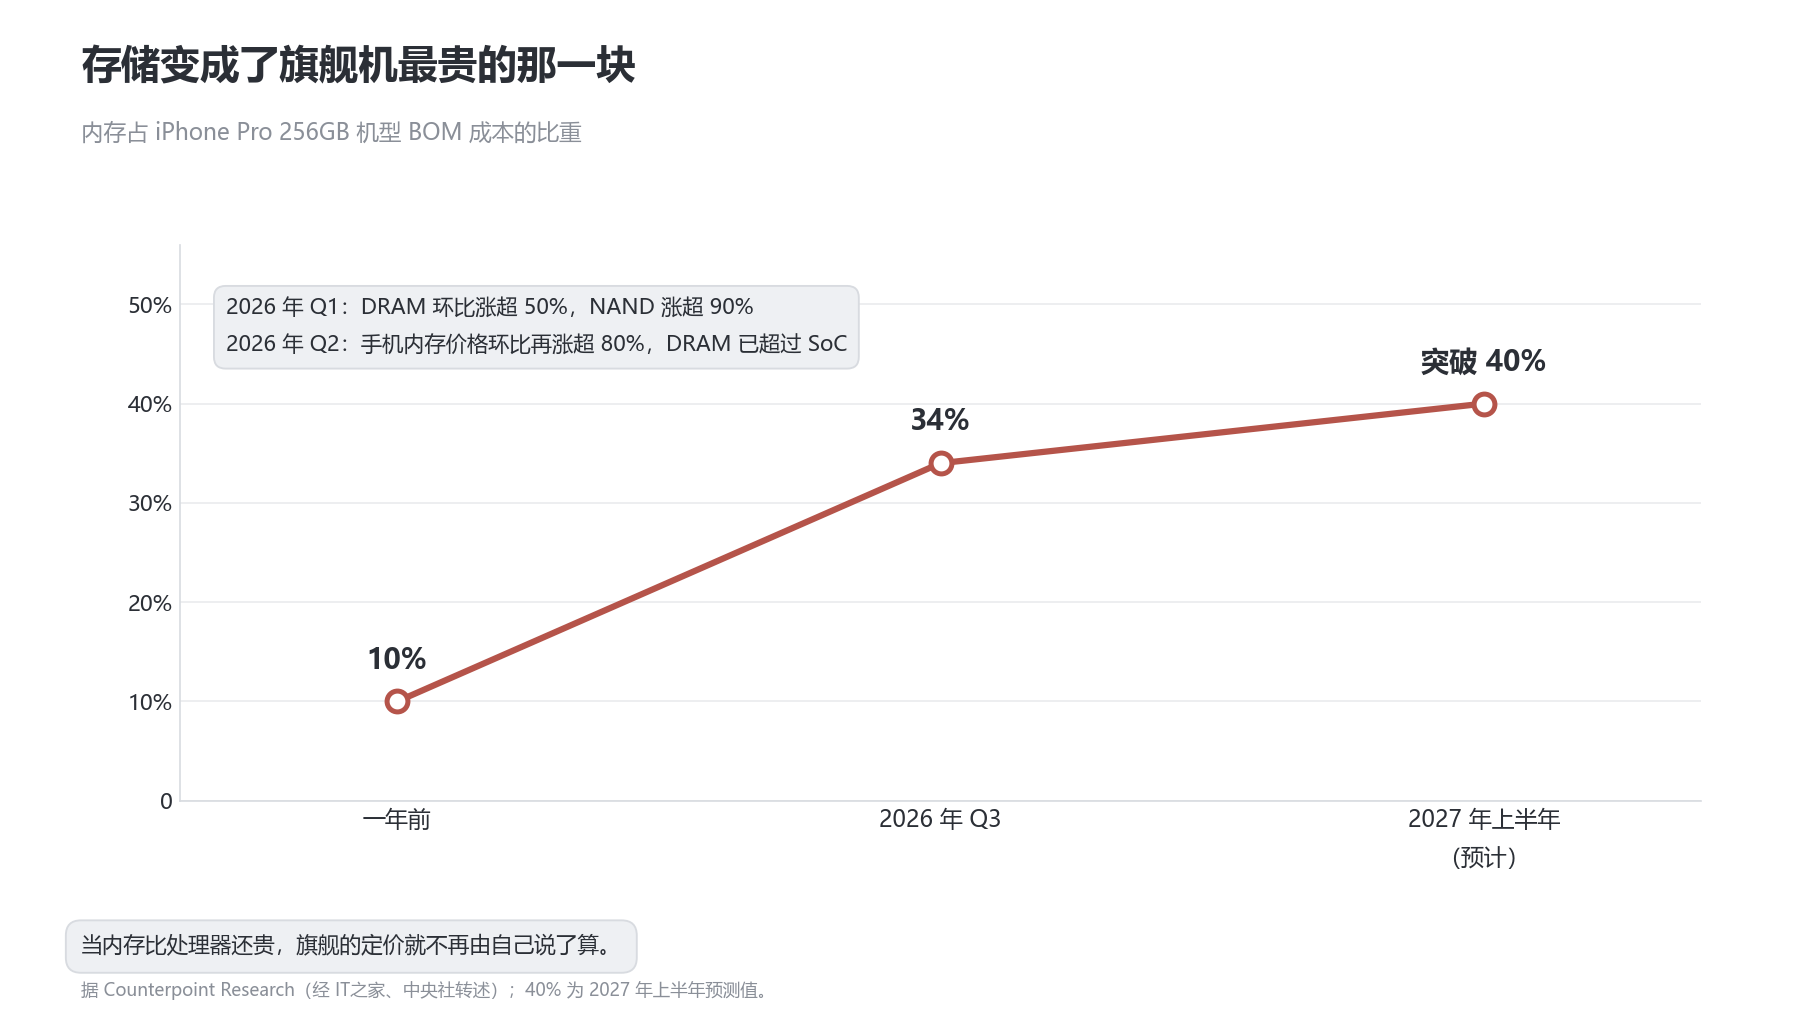 存储变成了旗舰机最贵的那一块
内存占 iPhone Pro 256GB 机型 BOM 成本的比重
50%
2026 年 Q1：DRAM 环比涨超 50%，NAND 涨超 90%
2026 年 Q2：手机内存价格环比再涨超 80%，DRAM 已超过 SoC
突破 40%
40%
34%
30%
20%
10%
10%
0
一年前
2026 年 Q3
2027 年上半年
（预计）
当内存比处理器还贵，旗舰的定价就不再由自己说了算。
据 Counterpoint Research（经 IT之家、中央社转述）；40% 为 2027 年上半年预测值。